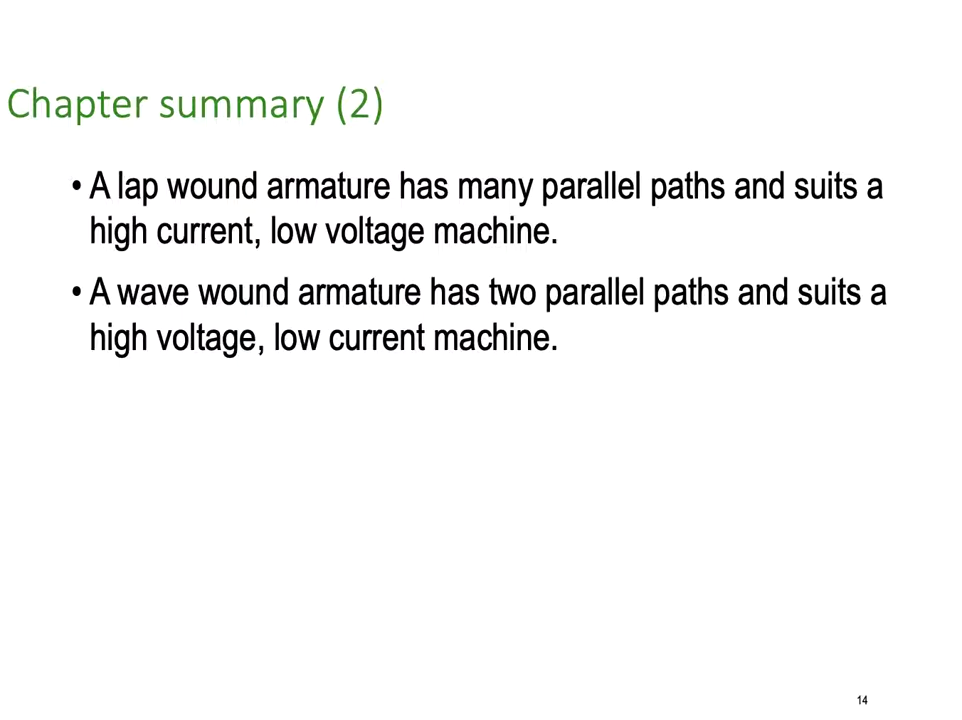 Chapter summary (2)
• A lap wound armature has many parallel paths and suits a
high current, low voltage machine.
• A wave wound armature has two parallel paths and suits a
high voltage, low current machine.
14